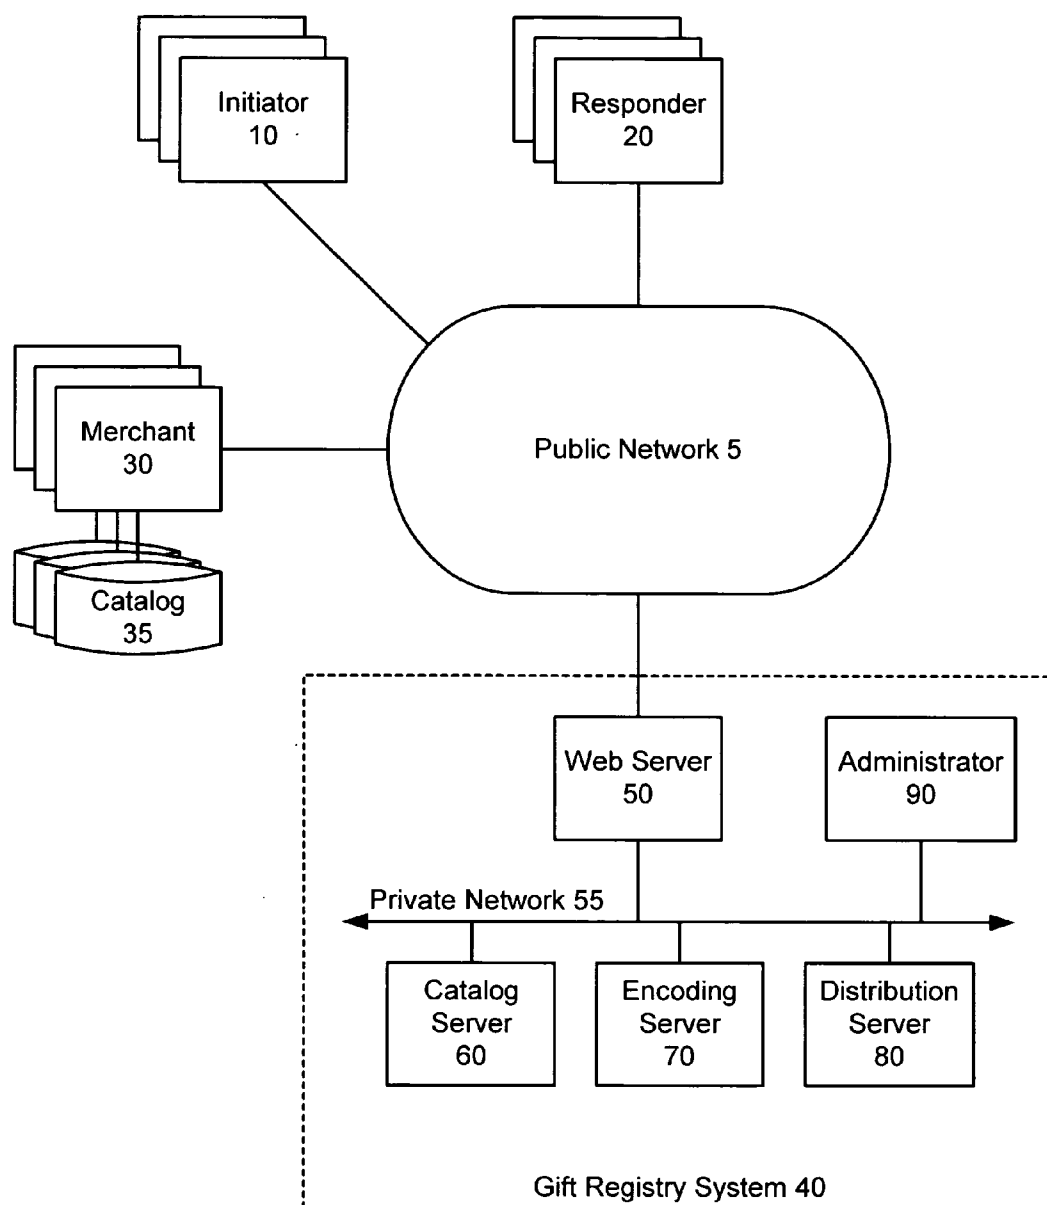 Initiator
10
Responder
20
Merchant
30
Public Network 5
Catalog
35
Web Server
50
Administrator
90
Private Network 55
Catalog
Server
60
Encoding
Server
70
Distribution
Server
80
Gift Registry System 40